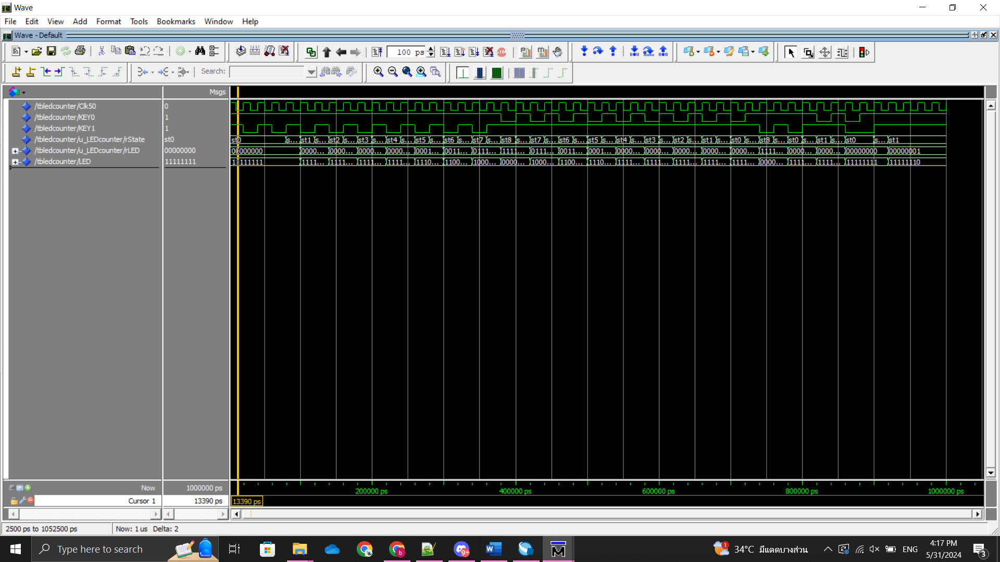 Wave
File Edit View Add Format Tools Bookmarks Window Help
Wave - Default
100 ps
Search:
Msgs
/tbledcounter/Clk50 0
/tbledcounter/KEY0 1
/tbledcounter/KEY1 1
/tbledcounter/u_LEDcounter/rState st0 st0 s... st1 s... st2 s... st3 s... st4 s... st5 s... st6 s... st7 s... st8 s... st7 s... st6 s... st5 s... st4 s... st3 s... st2 s... st1 s... st0 s... st8 s... st0 s... st1 s... st0 s... st1
/tbledcounter/u_LEDcounter/rLED 00000000 00000000 0000... 0000... 0000... 0000... 0001... 0011... 0111... 1111... 0111... 0011... 0001... 0000... 0000... 0000... 0000... 0000... 1111... 0000... 0000... 00000000 00000001
/tbledcounter/LED 11111111 11111111 1111... 1111... 1111... 1111... 1110... 1100... 1000... 0000... 1000... 1100... 1110... 1111... 1111... 1111... 1111... 1111... 0000... 1111... 1111... 11111111 11111110
Now 1000000 ps 200000 ps 400000 ps 600000 ps 800000 ps 1000000 ps
Cursor 1 13390 ps 13390 ps
2500 ps to 1052500 ps Now: 1 us Delta: 2
Type here to search
9+
1
34°C มีแดดบางส่วน
ENG
4:17 PM
5/31/2024
3